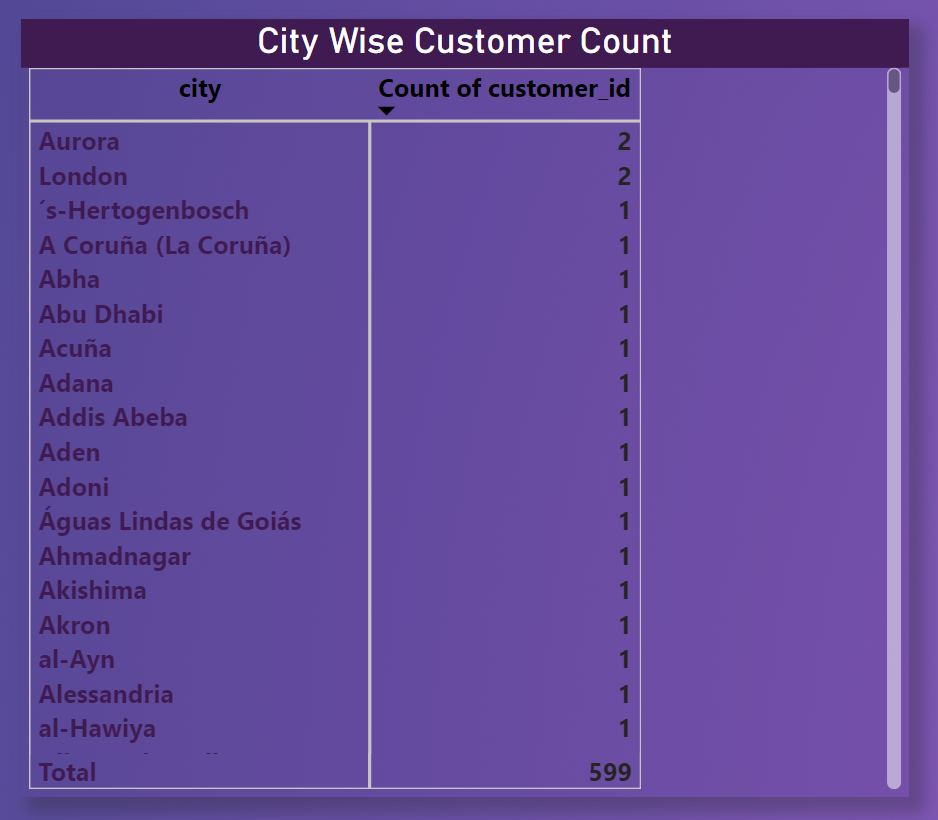 City Wise Customer Count
city Count of customer_id
Aurora 2
London 2
´s-Hertogenbosch 1
A Coruña (La Coruña) 1
Abha 1
Abu Dhabi 1
Acuña 1
Adana 1
Addis Abeba 1
Aden 1
Adoni 1
Águas Lindas de Goiás 1
Ahmadnagar 1
Akishima 1
Akron 1
al-Ayn 1
Alessandria 1
al-Hawiya 1
Total 599